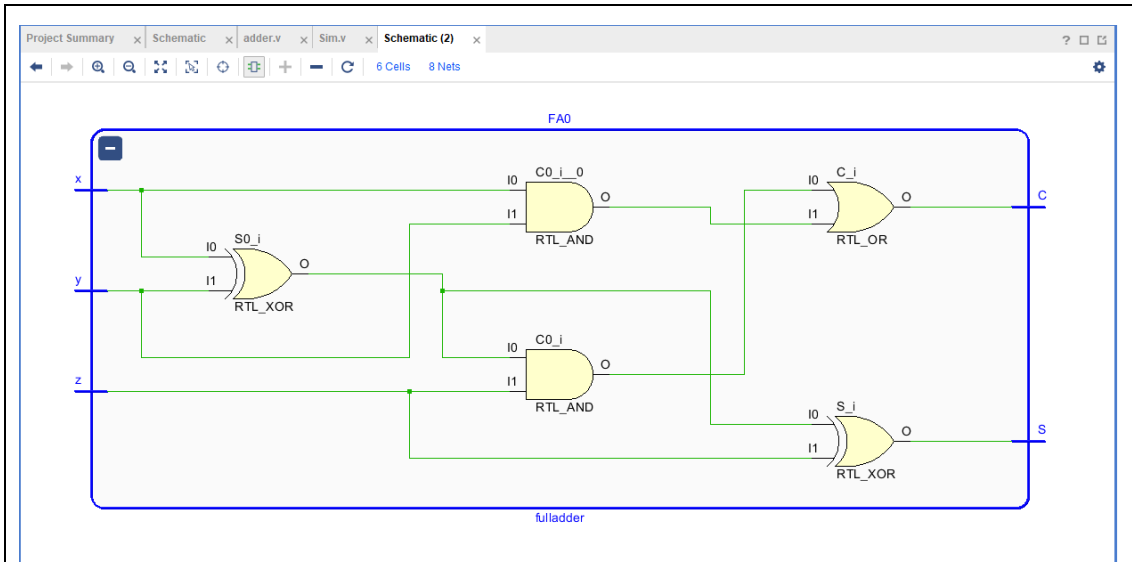 Project Summary × Schematic × adder.v × Sim.v × Schematic (2) × ?
6 Cells 8 Nets
FA0
x
C0_i__0
I0
I1
O
RTL_AND
C_i
I0
I1
O
RTL_OR
C
S0_i
I0
I1
O
RTL_XOR
y
C0_i
I0
I1
O
RTL_AND
z
S_i
I0
I1
O
RTL_XOR
S
fulladder